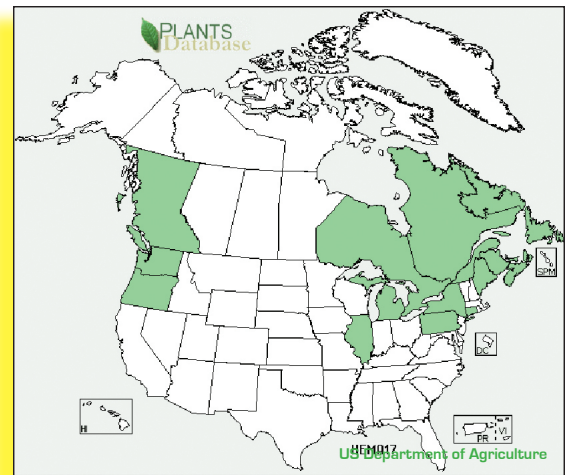 PLANTS
Database
SPM
DC
HI
PR
VI
HEMO17
US Department of Agriculture